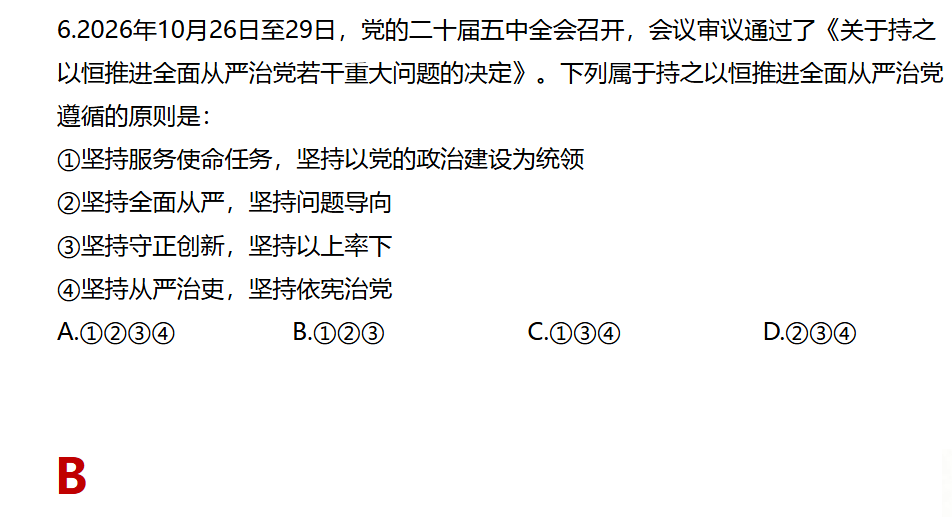 6.2026年10月26日至29日，党的二十届五中全会召开，会议审议通过了《关于持之
以恒推进全面从严治党若干重大问题的决定》。下列属于持之以恒推进全面从严治党
遵循的原则是：
①坚持服务使命任务，坚持以党的政治建设为统领
②坚持全面从严，坚持问题导向
③坚持守正创新，坚持以上率下
④坚持从严治吏，坚持依宪治党
A.①②③④ B.①②③ C.①③④ D.②③④
B